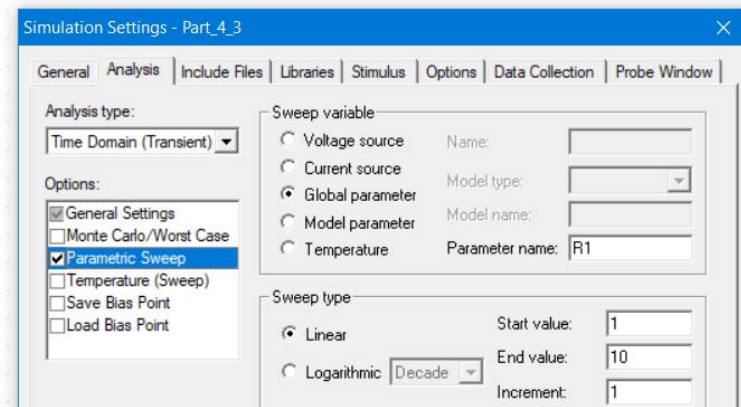 Simulation Settings - Part_4_3
General Analysis Include Files Libraries Stimulus Options Data Collection Probe Window
Analysis type:
Time Domain (Transient)
Options:
General Settings
Monte Carlo/Worst Case
Parametric Sweep
Temperature (Sweep)
Save Bias Point
Load Bias Point
Sweep variable
Voltage source
Current source
Global parameter
Model parameter
Temperature
Name:
Model type:
Model name:
Parameter name: R1
Sweep type
Linear
Logarithmic Decade
Start value: 1
End value: 10
Increment: 1